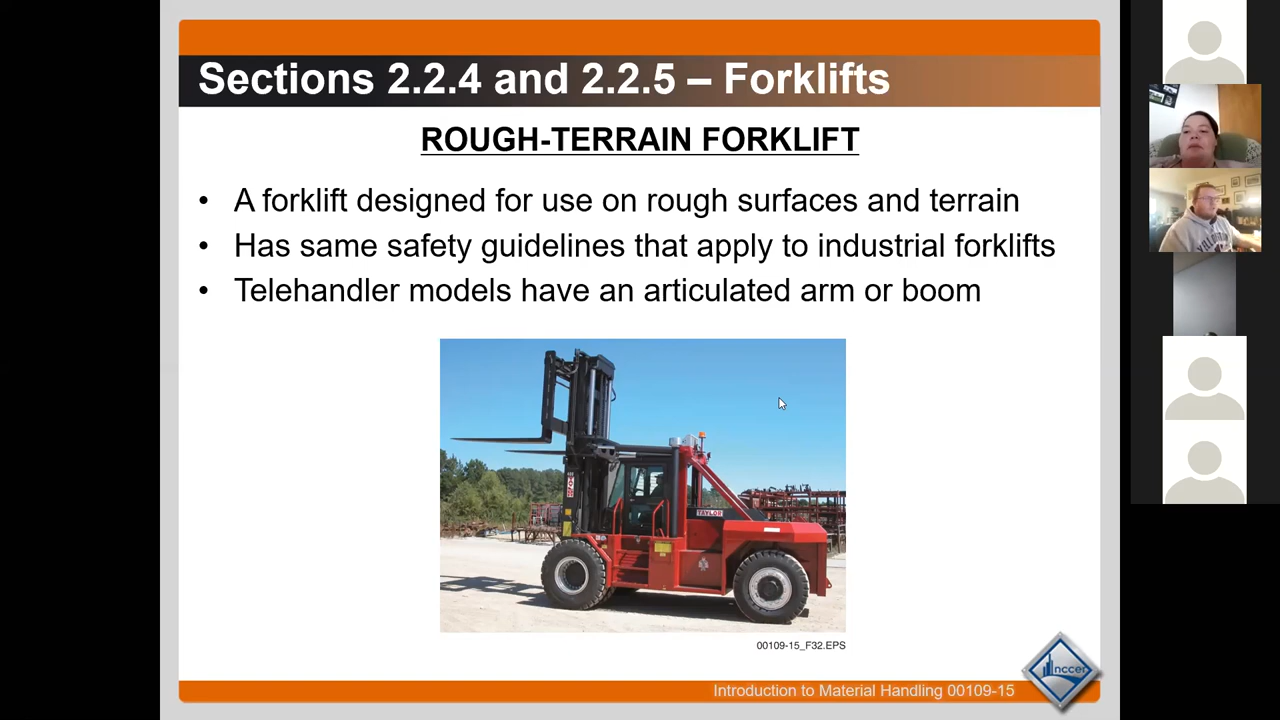 Sections 2.2.4 and 2.2.5 – Forklifts
ROUGH-TERRAIN FORKLIFT
• A forklift designed for use on rough surfaces and terrain
• Has same safety guidelines that apply to industrial forklifts
• Telehandler models have an articulated arm or boom
TAYLOR
00109-15_F32.EPS
nccer
Introduction to Material Handling 00109-15